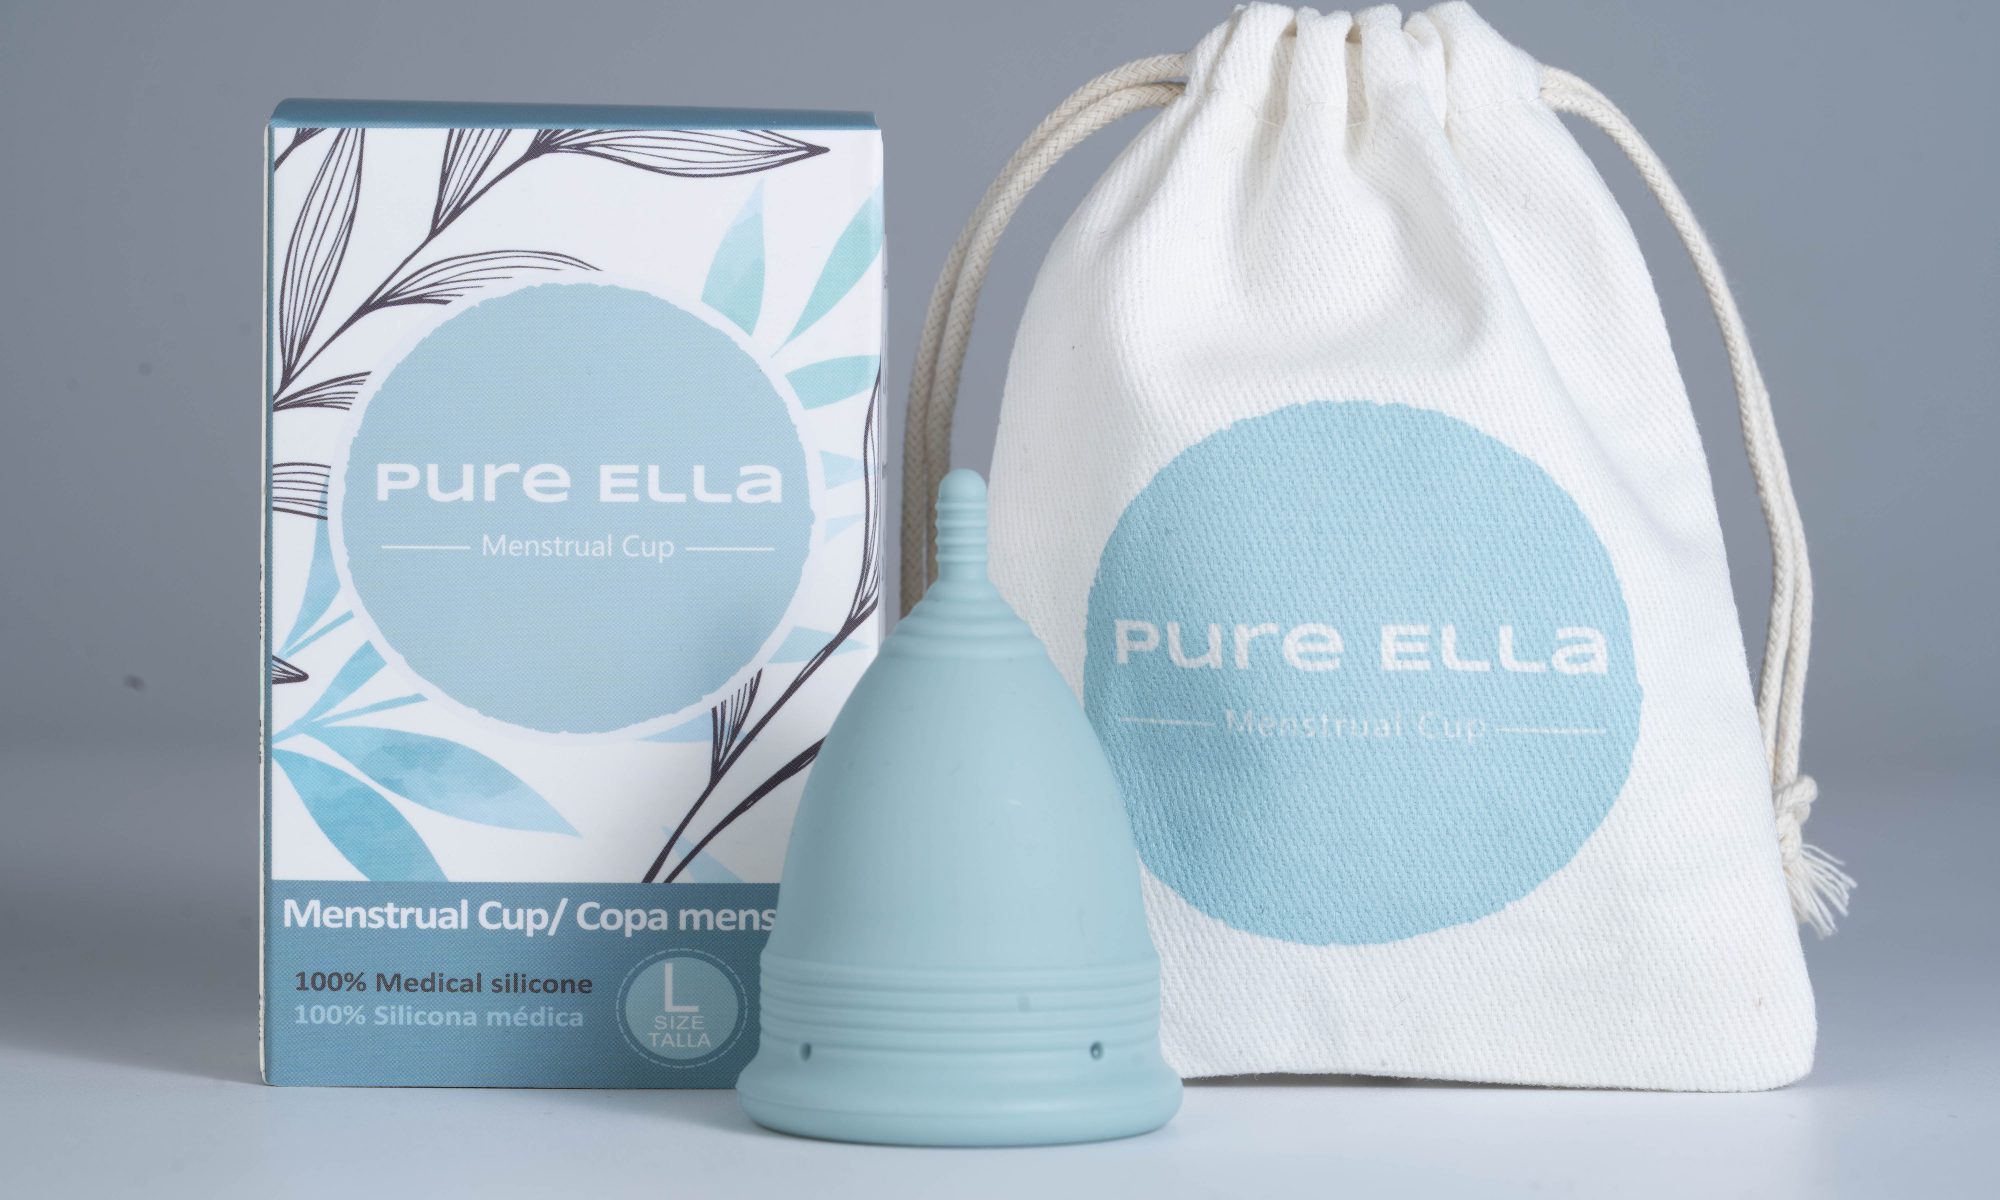 PUre ELLa
Menstrual Cup
Menstrual Cup/ Copa mens
100% Medical silicone
100% Silicona médica
L
SIZE
TALLA
PUre ELLa
Menstrual Cup